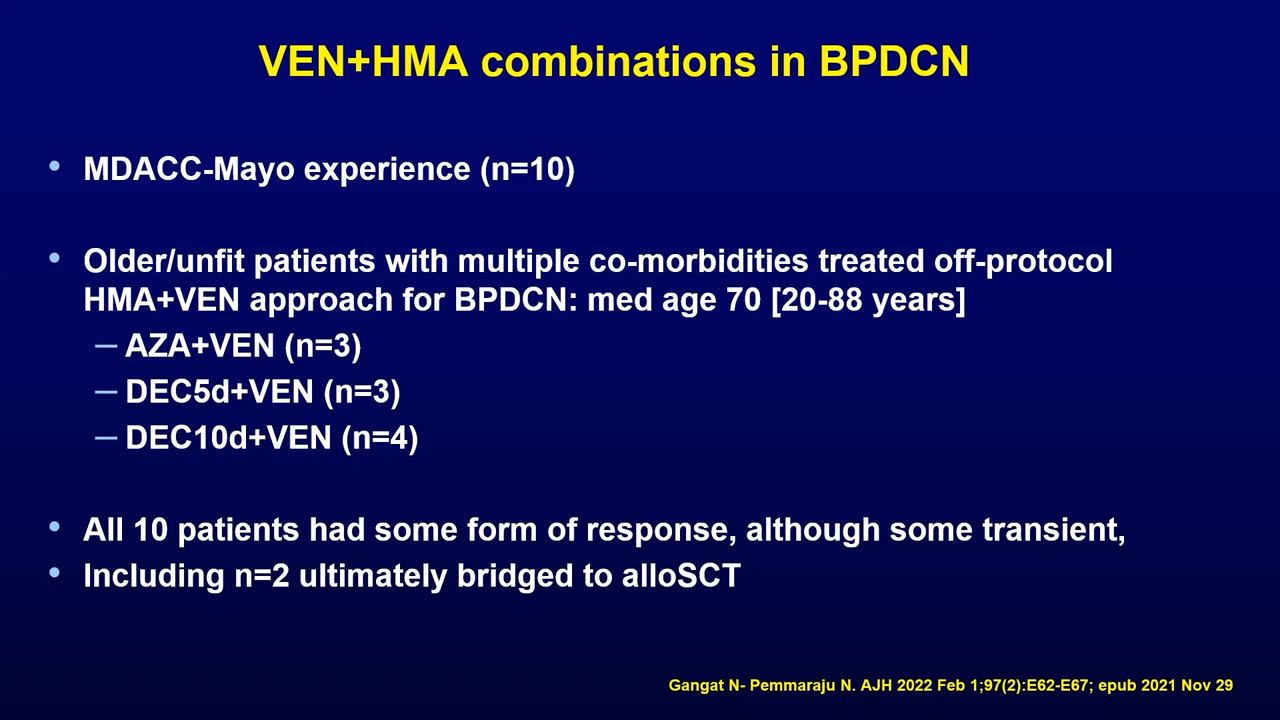 VEN+HMA combinations in BPDCN
• MDACC-Mayo experience (n=10)
• Older/unfit patients with multiple co-morbidities treated off-protocol
HMA+VEN approach for BPDCN: med age 70 [20-88 years]
– AZA+VEN (n=3)
– DEC5d+VEN (n=3)
– DEC10d+VEN (n=4)
• All 10 patients had some form of response, although some transient,
• Including n=2 ultimately bridged to alloSCT
Gangat N- Pemmaraju N. AJH 2022 Feb 1;97(2):E62-E67; epub 2021 Nov 29